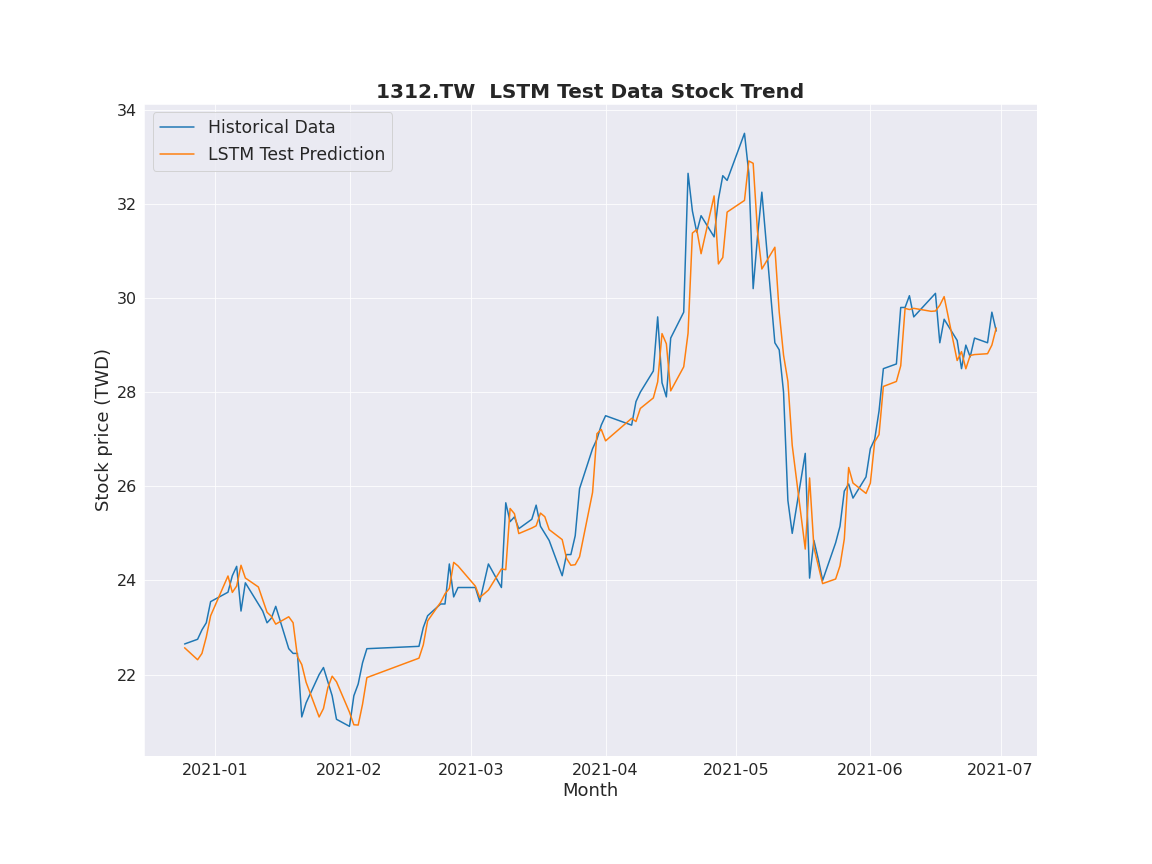 1312.TW  LSTM Test Data Stock Trend
Historical Data
LSTM Test Prediction
Stock price (TWD)
34
32
30
28
26
24
22
2021-01 2021-02 2021-03 2021-04 2021-05 2021-06 2021-07
Month